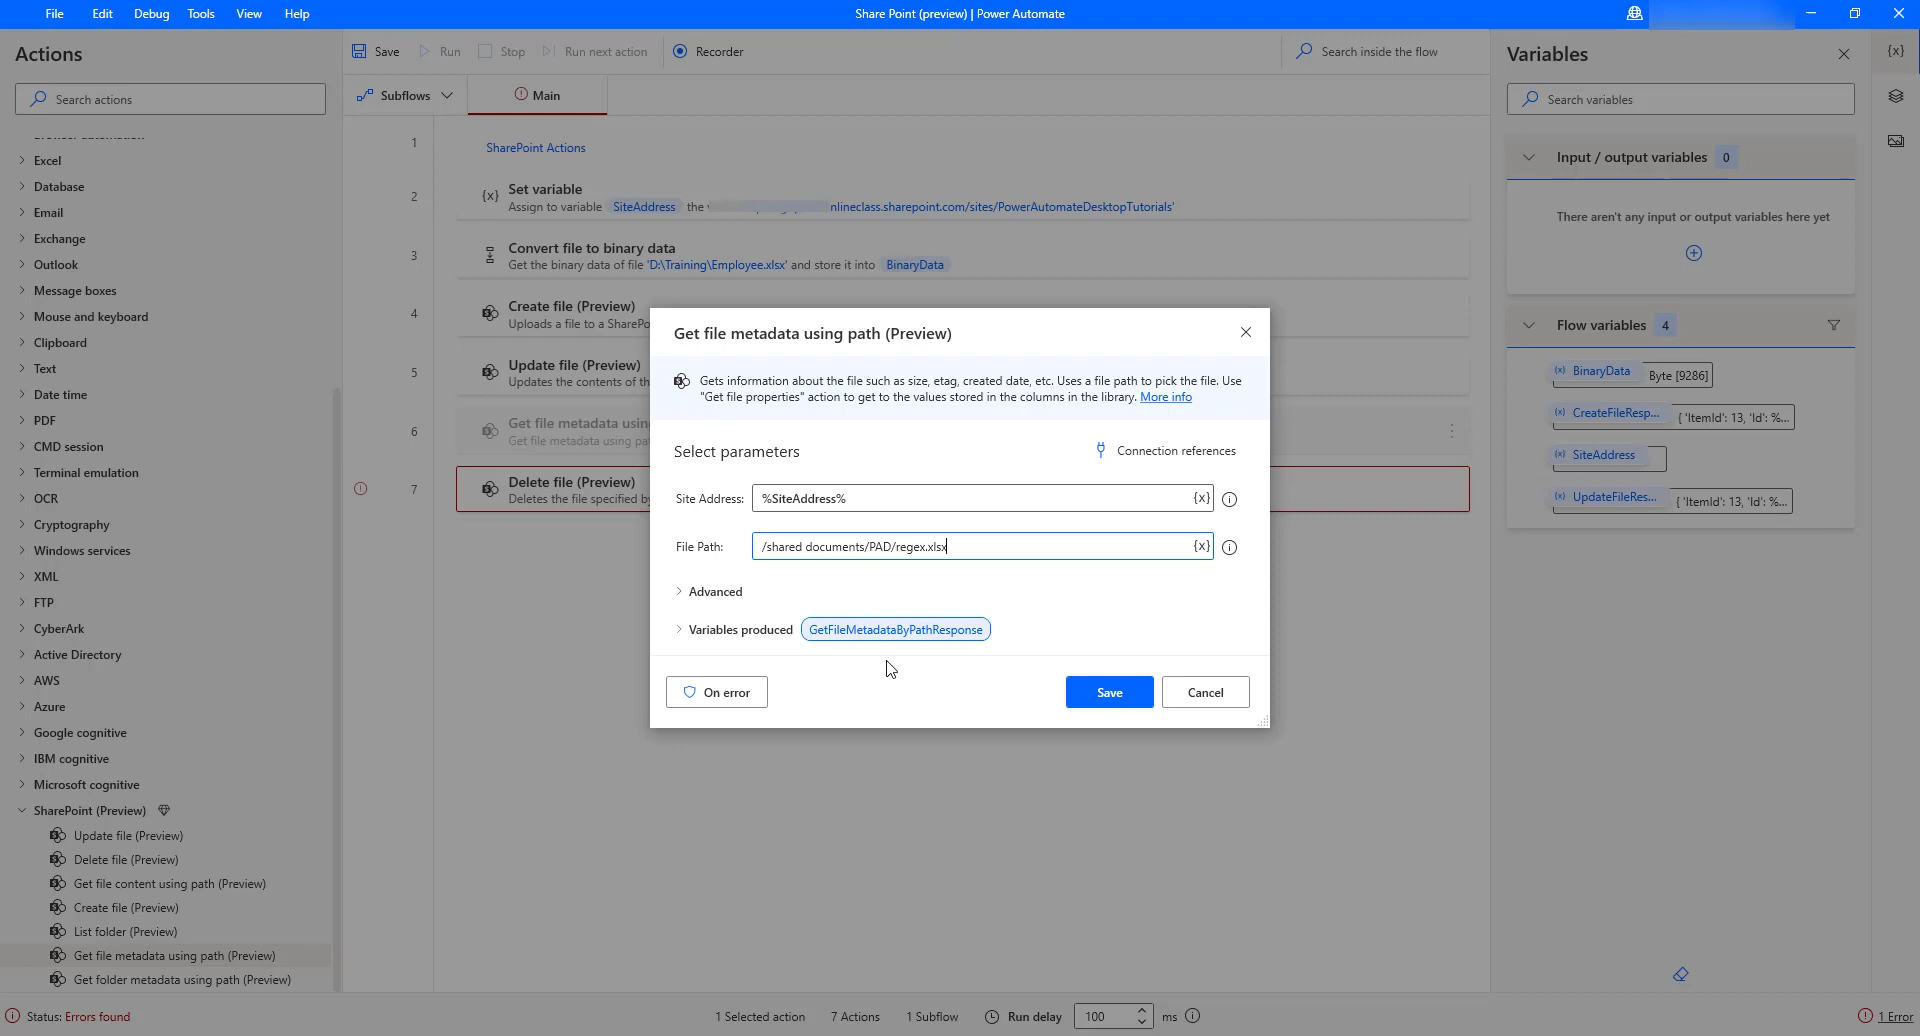 File Edit Debug Tools View Help
Share Point (preview) | Power Automate
Actions
Search actions
Excel
Database
Email
Exchange
Outlook
Message boxes
Mouse and keyboard
Clipboard
Text
Date time
PDF
CMD session
Terminal emulation
OCR
Cryptography
Windows services
XML
FTP
CyberArk
Active Directory
AWS
Azure
Google cognitive
IBM cognitive
Microsoft cognitive
SharePoint (Preview)
Update file (Preview)
Delete file (Preview)
Get file content using path (Preview)
Create file (Preview)
List folder (Preview)
Get file metadata using path (Preview)
Get folder metadata using path (Preview)
Save Run Stop Run next action Recorder
Search inside the flow
Subflows Main
1 SharePoint Actions
2 {x} Set variable
Assign to variable SiteAddress the nlineclass.sharepoint.com/sites/PowerAutomateDesktopTutorials'
3 Convert file to binary data
Get the binary data of file 'D:\Training\Employee.xlsx' and store it into BinaryData
4 Create file (Preview)
Uploads a file to a SharePo
5 Update file (Preview)
Updates the contents of th
6 Get file metadata usin
Get file metadata using pat
7 Delete file (Preview)
Deletes the file specified by
Get file metadata using path (Preview)
Gets information about the file such as size, etag, created date, etc. Uses a file path to pick the file. Use
"Get file properties" action to get to the values stored in the columns in the library. More info
Select parameters
Connection references
Site Address: %SiteAddress% {x}
File Path: /shared documents/PAD/regex.xlsx {x}
Advanced
Variables produced GetFileMetadataByPathResponse
On error Save Cancel
Variables
{x}
Search variables
Input / output variables 0
There aren't any input or output variables here yet
Flow variables 4
(x) BinaryData Byte [9286]
(x) CreateFileResp... { 'ItemId': 13, 'Id': %...
(x) SiteAddress
(x) UpdateFileRes... { 'ItemId': 13, 'Id': %...
Status: Errors found
1 Selected action 7 Actions 1 Subflow Run delay 100 ms
1 Error